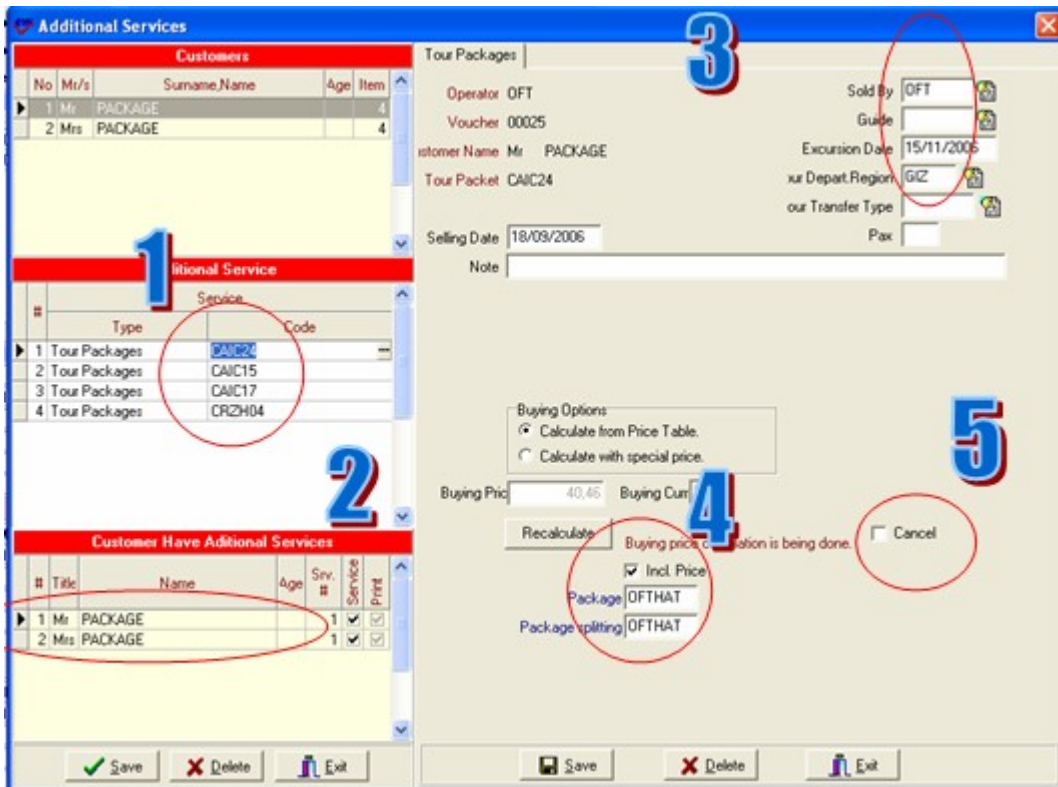 Additional Services
Customers
No Mr/s Surname,Name Age Item
1 Mr PACKAGE 4
2 Mrs PACKAGE 4
1
ditional Service
# Service
Type Code
1 Tour Packages CAIC24
2 Tour Packages CAIC15
3 Tour Packages CAIC17
4 Tour Packages CRZH04
2
Customer Have Aditional Services
# Title Name Age Srv. # Service Print
1 Mr PACKAGE 1
2 Mrs PACKAGE 1
Save Delete Exit
Tour Packages
3
Operator OFT
Voucher 00025
istomer Name Mr PACKAGE
Tour Packet CAIC24
Selling Date 18/09/2006
Note
Sold By OFT
Guide
Excursion Date 15/11/2006
ur Depart.Region GIZ
our Transfer Type
Pax
Buying Options
Calculate from Price Table.
Calculate with special price.
Buying Pric 40,46 Buying Curr
4
5
Recalculate Buying price ation is being done. Cancel
Incl. Price
Package OFTHAT
Package splitting OFTHAT
Save Delete Exit